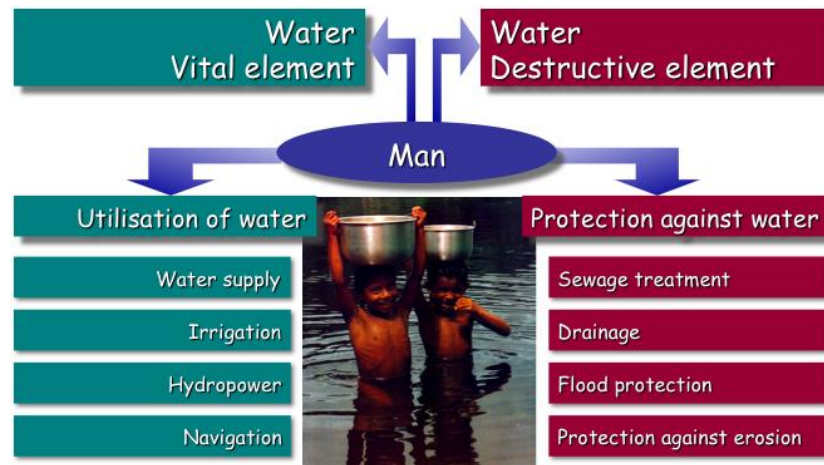 Water
Vital element
Water
Destructive element
Man
Utilisation of water
Protection against water
Water supply
Irrigation
Hydropower
Navigation
Sewage treatment
Drainage
Flood protection
Protection against erosion